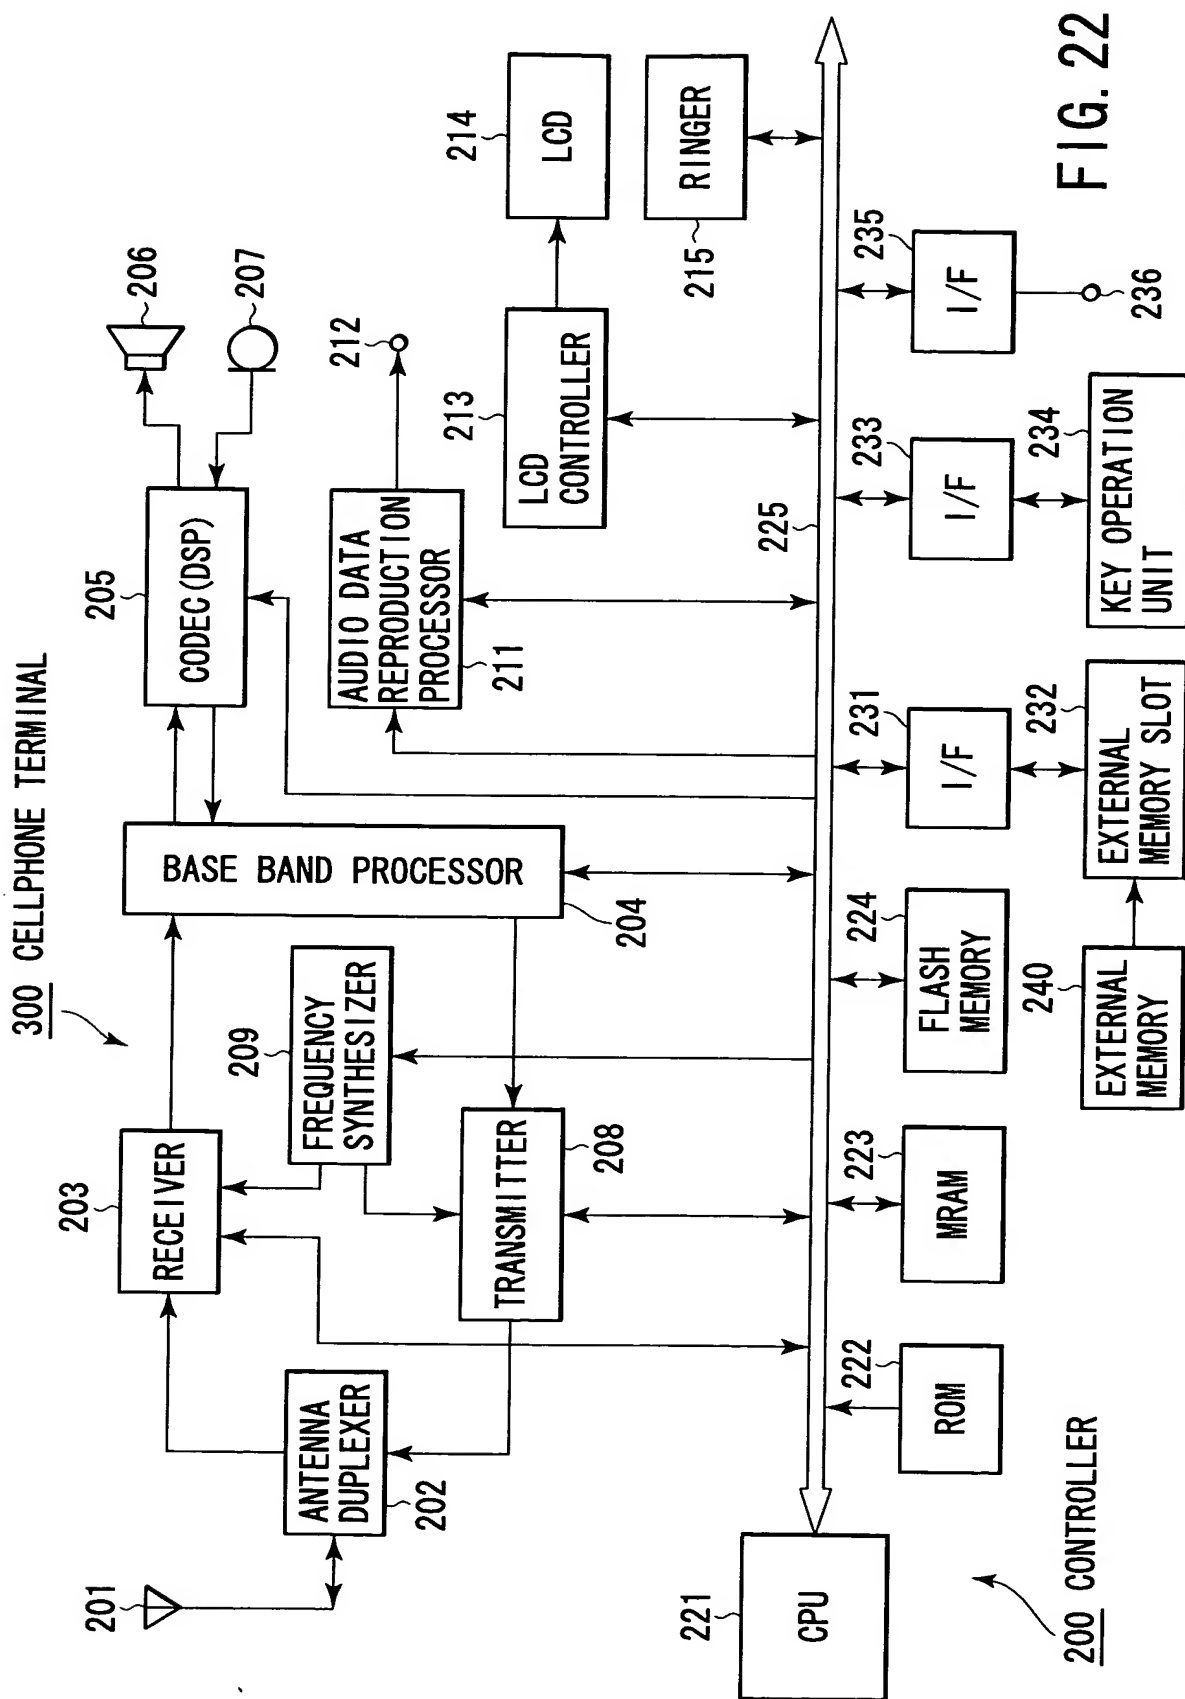 300 CELLPHONE TERMINAL
201
ANTENNA
DUPLEXER
202
203
RECEIVER
209
FREQUENCY
SYNTHESIZER
TRANSMITTER
208
BASE BAND PROCESSOR
204
205
CODEC(DSP)
206
207
AUDIO DATA
REPRODUCTION
PROCESSOR
211
212
213
LCD
CONTROLLER
214
LCD
RINGER
215
225
221
CPU
222
ROM
223
MRAM
224
FLASH
MEMORY
231
I/F
232
EXTERNAL
MEMORY SLOT
240
EXTERNAL
MEMORY
233
I/F
234
KEY OPERATION
UNIT
235
I/F
236
200 CONTROLLER
FIG. 22